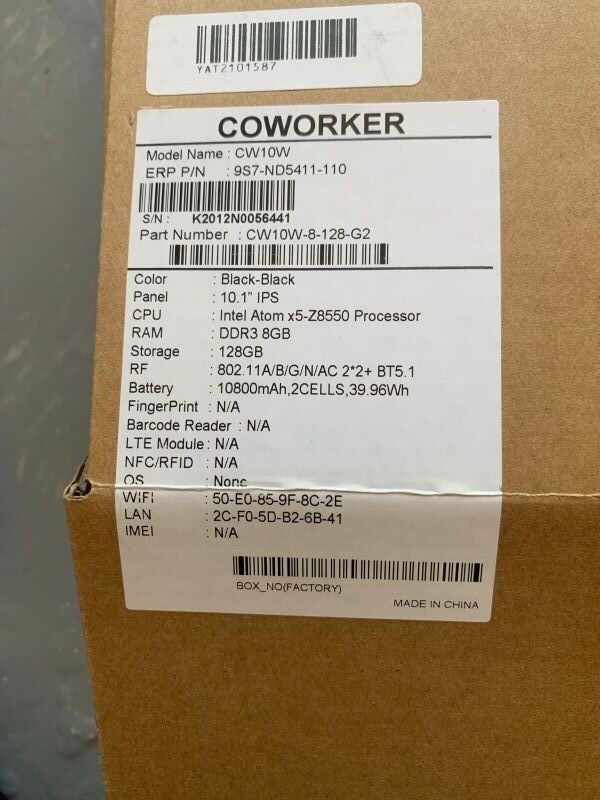 YAT2101587
COWORKER
Model Name : CW10W
ERP P/N : 9S7-ND5411-110
S/N : K2012N0056441
Part Number : CW10W-8-128-G2
Color : Black-Black
Panel : 10.1" IPS
CPU : Intel Atom x5-Z8550 Processor
RAM : DDR3 8GB
Storage : 128GB
RF : 802.11A/B/G/N/AC 2*2+ BT5.1
Battery : 10800mAh,2CELLS,39.96Wh
FingerPrint : N/A
Barcode Reader : N/A
LTE Module : N/A
NFC/RFID : N/A
OS : None
WIFI : 50-E0-85-9F-8C-2E
LAN : 2C-F0-5D-B2-6B-41
IMEI : N/A
BOX_NO(FACTORY)
MADE IN CHINA